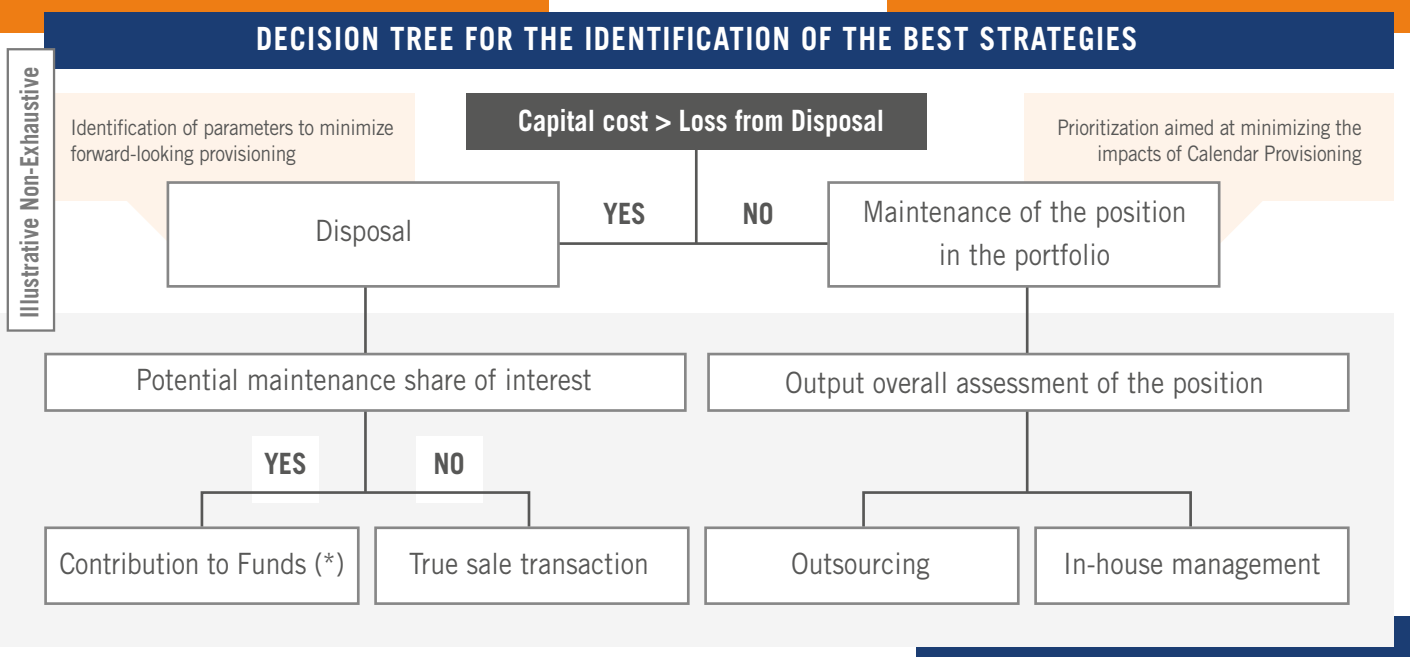 DECISION TREE FOR THE IDENTIFICATION OF THE BEST STRATEGIES
Illustrative Non-Exhaustive
Identification of parameters to minimize
forward-looking provisioning
Capital cost > Loss from Disposal
Prioritization aimed at minimizing the
impacts of Calendar Provisioning
Disposal
YES
NO
Maintenance of the position
in the portfolio
Potential maintenance share of interest
Output overall assessment of the position
YES
NO
Contribution to Funds (*)
True sale transaction
Outsourcing
In-house management